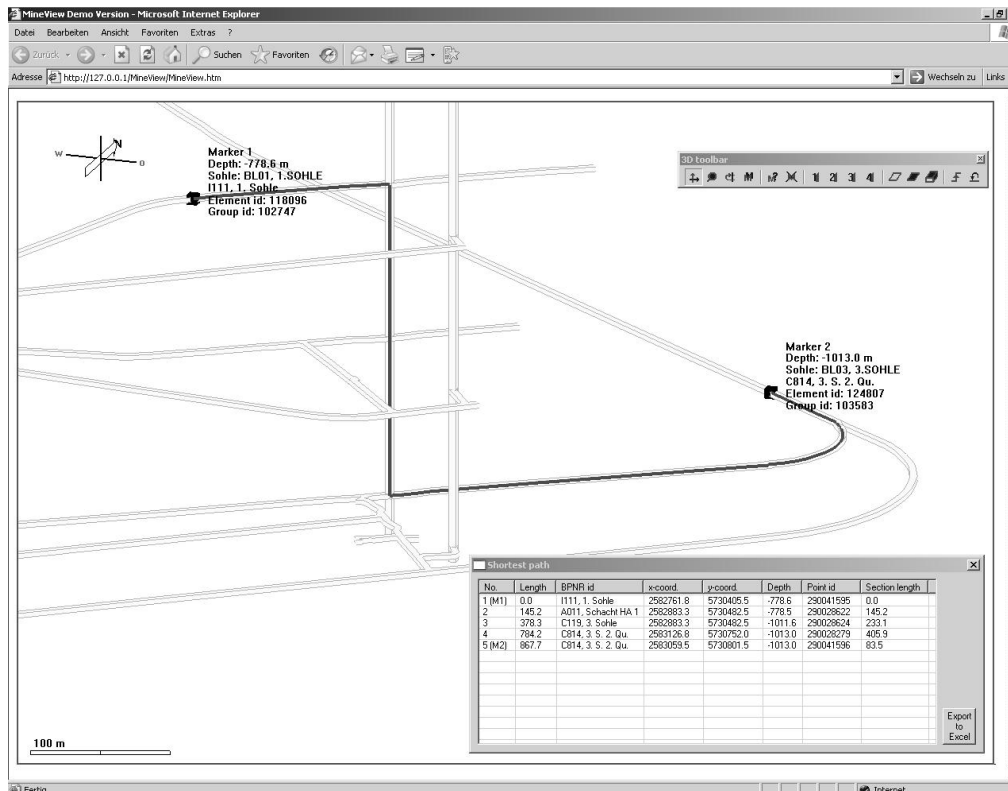 MineView Demo Version - Microsoft Internet Explorer
Datei Bearbeiten Ansicht Favoriten Extras ?
Zurück Suchen Favoriten
Adresse http://127.0.0.1/MineView/MineView.htm Wechseln zu Links
W N O
Marker 1
Depth: -778.6 m
Sohle: BL01, 1.SOHLE
I111, 1. Sohle
Element id: 118096
Group id: 102747
3D toolbar
Marker 2
Depth: -1013.0 m
Sohle: BL03, 3.SOHLE
C814, 3. S. 2. Qu.
Element id: 124807
Group id: 103583
Shortest path
No. Length BPNR id x-coord. y-coord. Depth Point id Section length
1 (M1) 0.0 I111, 1. Sohle 2582761.8 5730405.5 -778.6 290041595 0.0
2 145.2 A011, Schacht HA 1 2582883.3 5730482.5 -778.5 290028622 145.2
3 378.3 C119, 3. Sohle 2582883.3 5730482.5 -1011.6 290028624 233.1
4 784.2 C814, 3. S. 2. Qu. 2583126.8 5730752.0 -1013.0 290028279 405.9
5 (M2) 867.7 C814, 3. S. 2. Qu. 2583059.5 5730801.5 -1013.0 290041596 83.5
Export
to
Excel
100 m
Fertig Internet